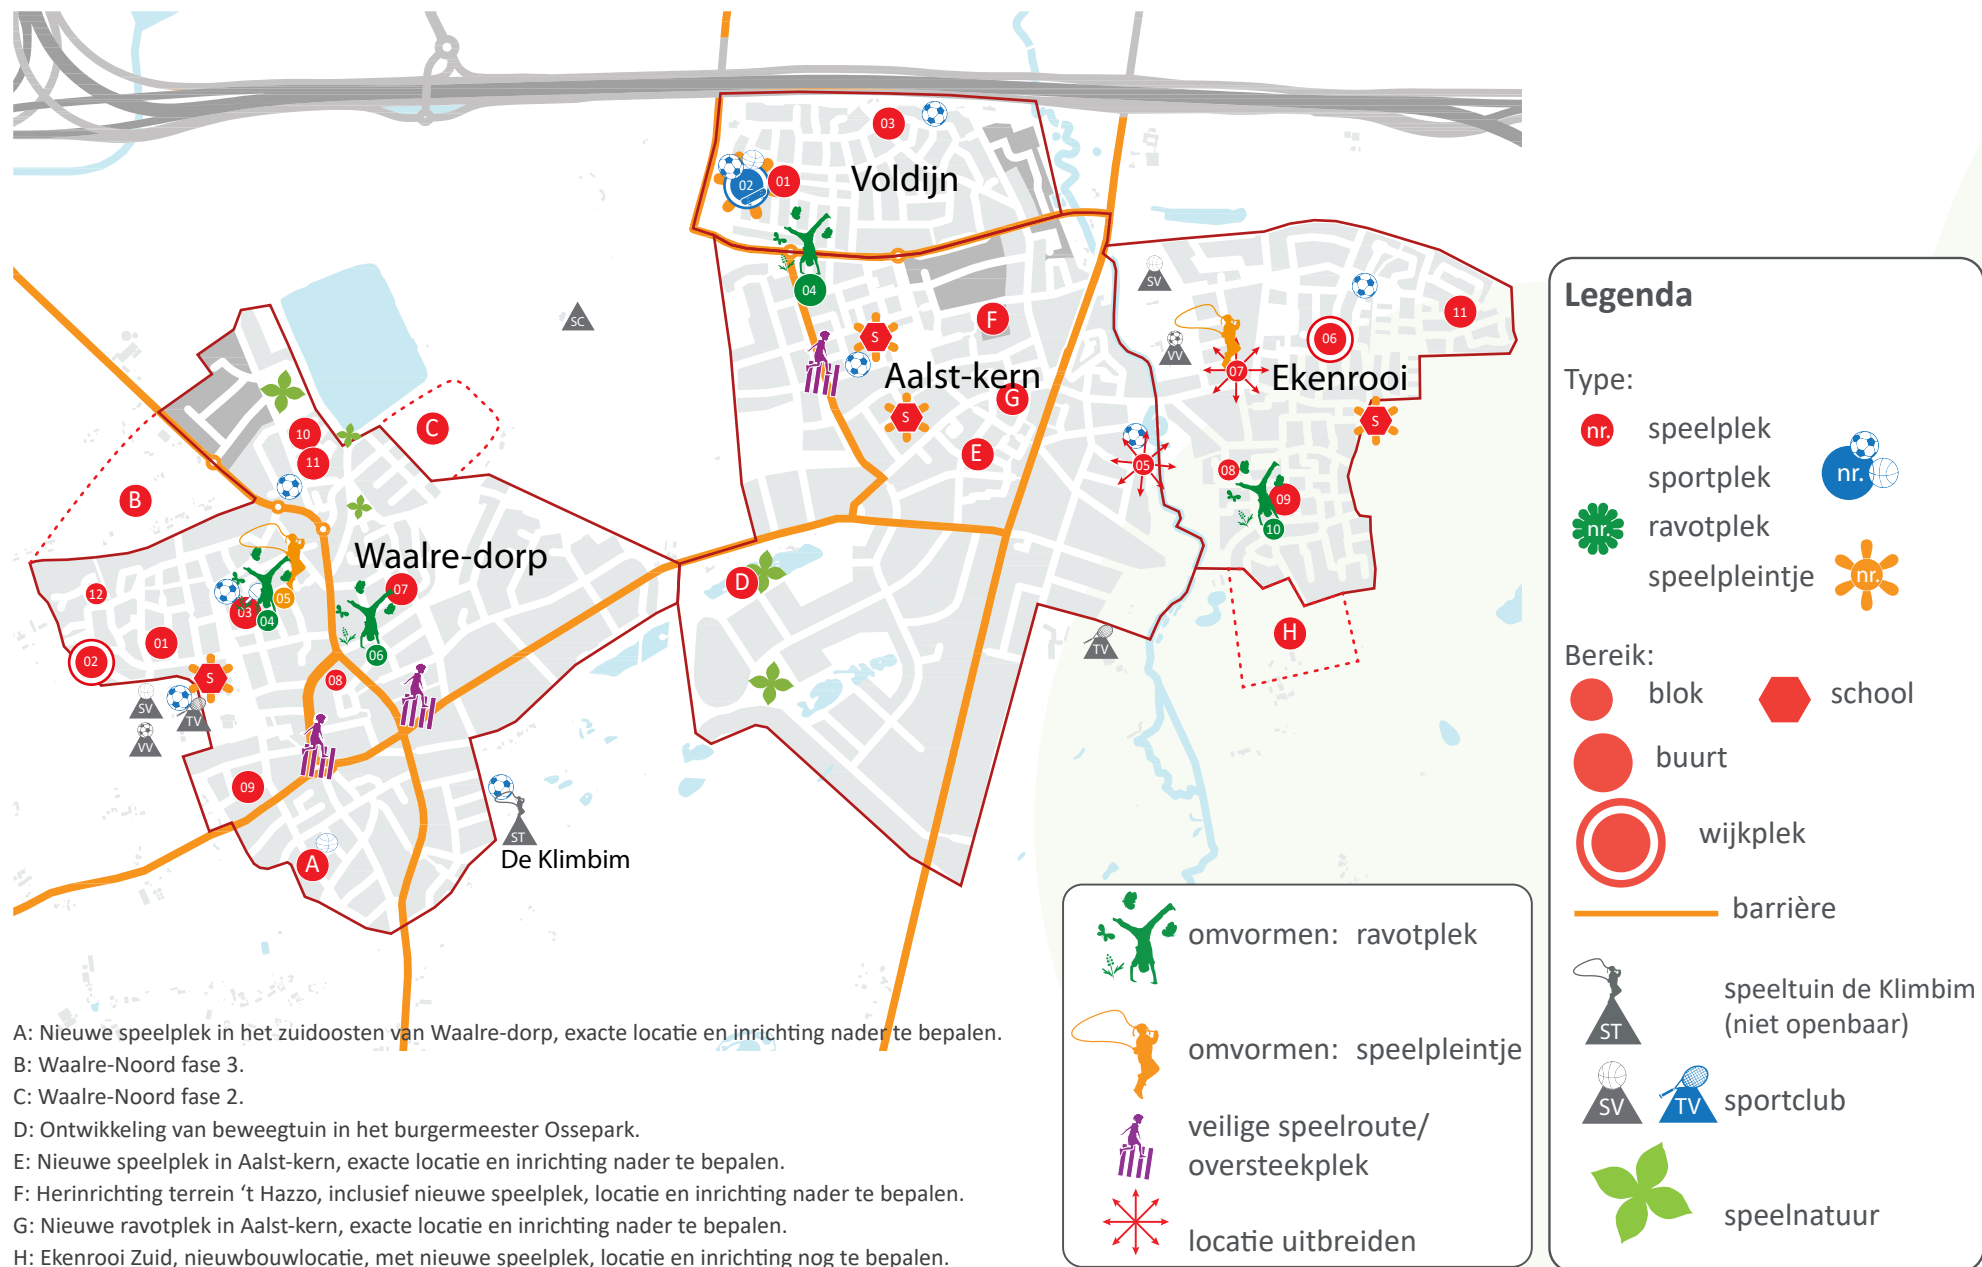 03
02
01
Voldijn
04
SC
S
F
Aalst-kern
G
S
E
SV
VV
07
06
11
Ekenrooi
S
05
08
09
10
H
TV
C
10
11
B
Waalre-dorp
12
05
03
04
07
01
02
06
S
08
SV
TV
VV
09
A
ST
De Klimbim
D
Legenda
Type:
nr. speelplek
sportplek nr.
nr. ravotplek
speelpleintje nr.
Bereik:
blok school
buurt
wijkplek
barrière
speeltuin de Klimbim
(niet openbaar)
ST
SV TV sportclub
speelnatuur
omvormen: ravotplek
omvormen: speelpleintje
veilige speelroute/
oversteekplek
locatie uitbreiden
A: Nieuwe speelplek in het zuidoosten van Waalre-dorp, exacte locatie en inrichting nader te bepalen.
B: Waalre-Noord fase 3.
C: Waalre-Noord fase 2.
D: Ontwikkeling van beweegtuin in het burgermeester Ossepark.
E: Nieuwe speelplek in Aalst-kern, exacte locatie en inrichting nader te bepalen.
F: Herinrichting terrein ‘t Hazzo, inclusief nieuwe speelplek, locatie en inrichting nader te bepalen.
G: Nieuwe ravotplek in Aalst-kern, exacte locatie en inrichting nader te bepalen.
H: Ekenrooi Zuid, nieuwbouwlocatie, met nieuwe speelplek, locatie en inrichting nog te bepalen.